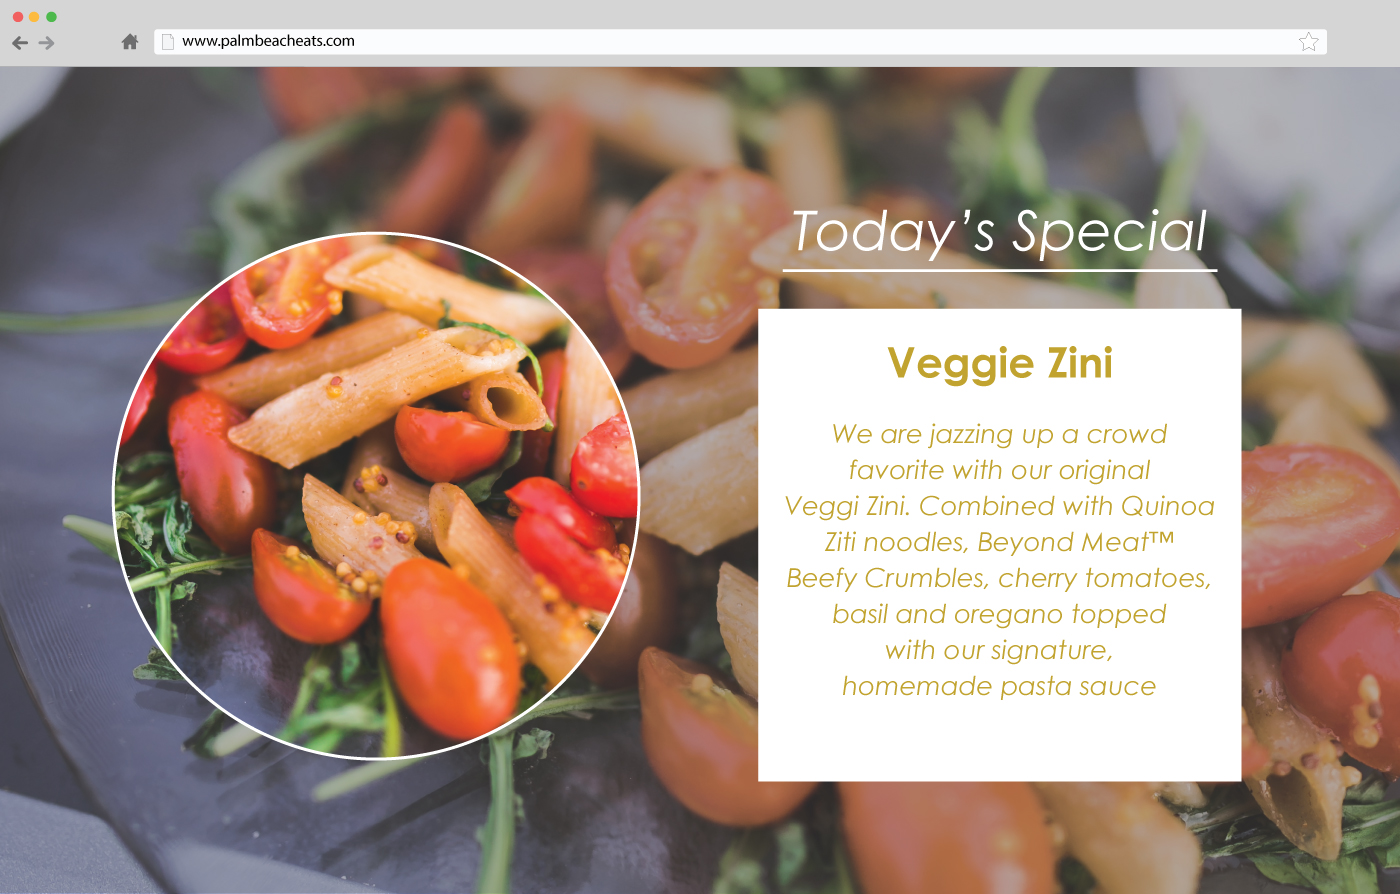 www.palmbeacheats.com
Today’s Special
Veggie Zini
We are jazzing up a crowd
favorite with our original
Veggi Zini. Combined with Quinoa
Ziti noodles, Beyond Meat™
Beefy Crumbles, cherry tomatoes,
basil and oregano topped
with our signature,
homemade pasta sauce